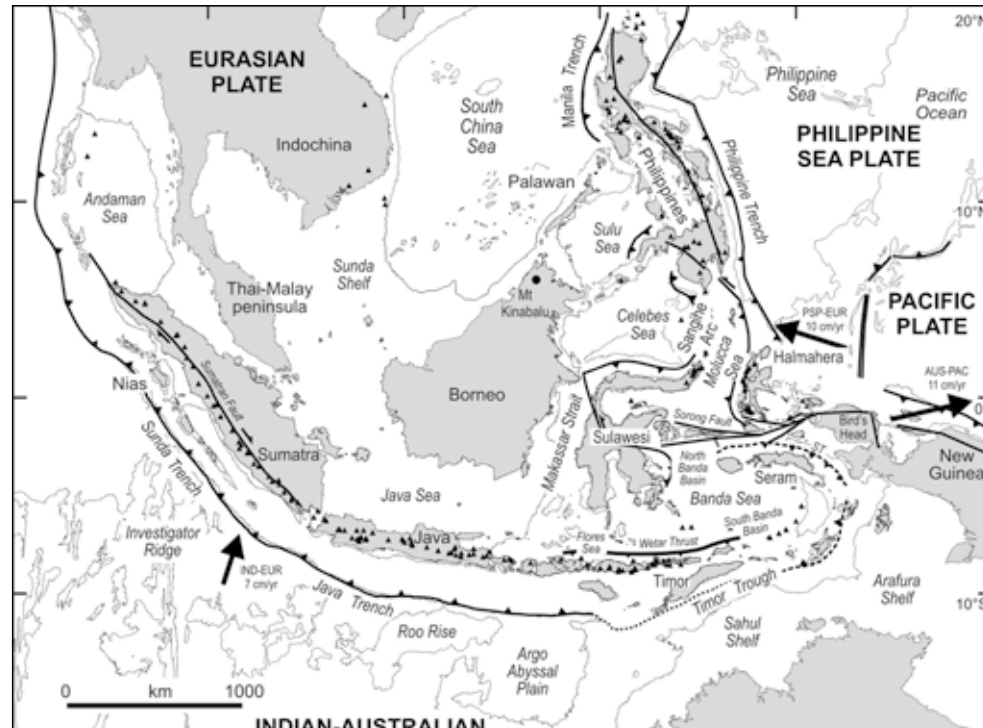 20°N
EURASIAN
PLATE
Indochina
South
China
Sea
Manila Trench
Philippine
Sea
Pacific
Ocean
PHILIPPINE
SEA PLATE
Philippines
Philippine Trench
Palawan
Andaman
Sea
Sulu
Sea
10°N
Sunda
Shelf
Thai-Malay
peninsula
Mt
Kinabalu
Celebes
Sea
Sangihe
Arc
Molucca
Sea
PSP-EUR
10 cm/yr
Halmahera
PACIFIC
PLATE
AUS-PAC
11 cm/yr
0
Nias
Sumatran Fault
Borneo
Makassar Strait
Sulawesi
Sorong Fault
Bird's
Head
New
Guinea
Sunda Trench
Sumatra
North
Banda
Basin
Seram
ST
Java Sea
Banda Sea
Investigator
Ridge
Java
Flores
Sea
Wetar Thrust
South Banda
Basin
IND-EUR
7 cm/yr
Java Trench
Timor
Timor Trough
Arafura
Shelf
10°S
Roo Rise
Sahul
Shelf
Argo
Abyssal
Plain
0 km 1000
INDIAN-AUSTRALIAN